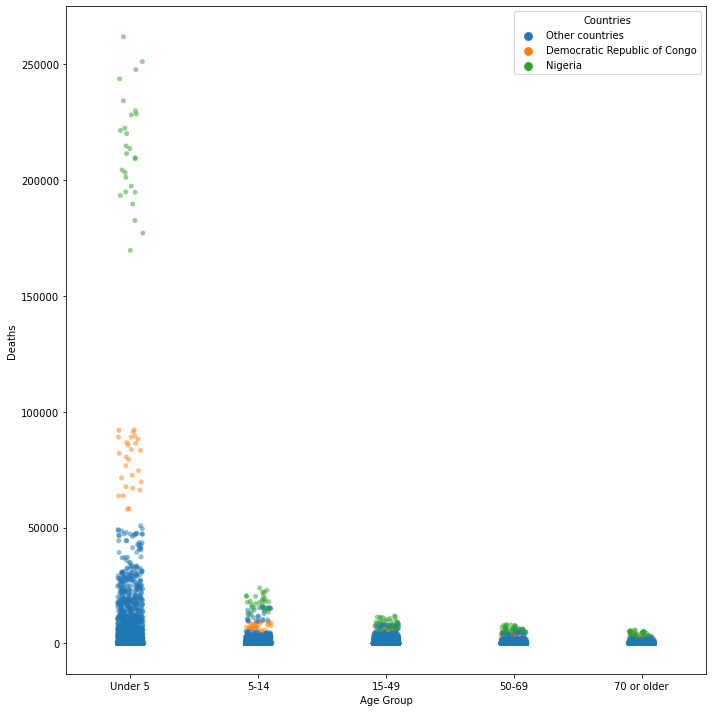 Countries
Other countries
Democratic Republic of Congo
Nigeria
250000
200000
150000
100000
50000
0
Deaths
Under 5
5-14
15-49
50-69
70 or older
Age Group